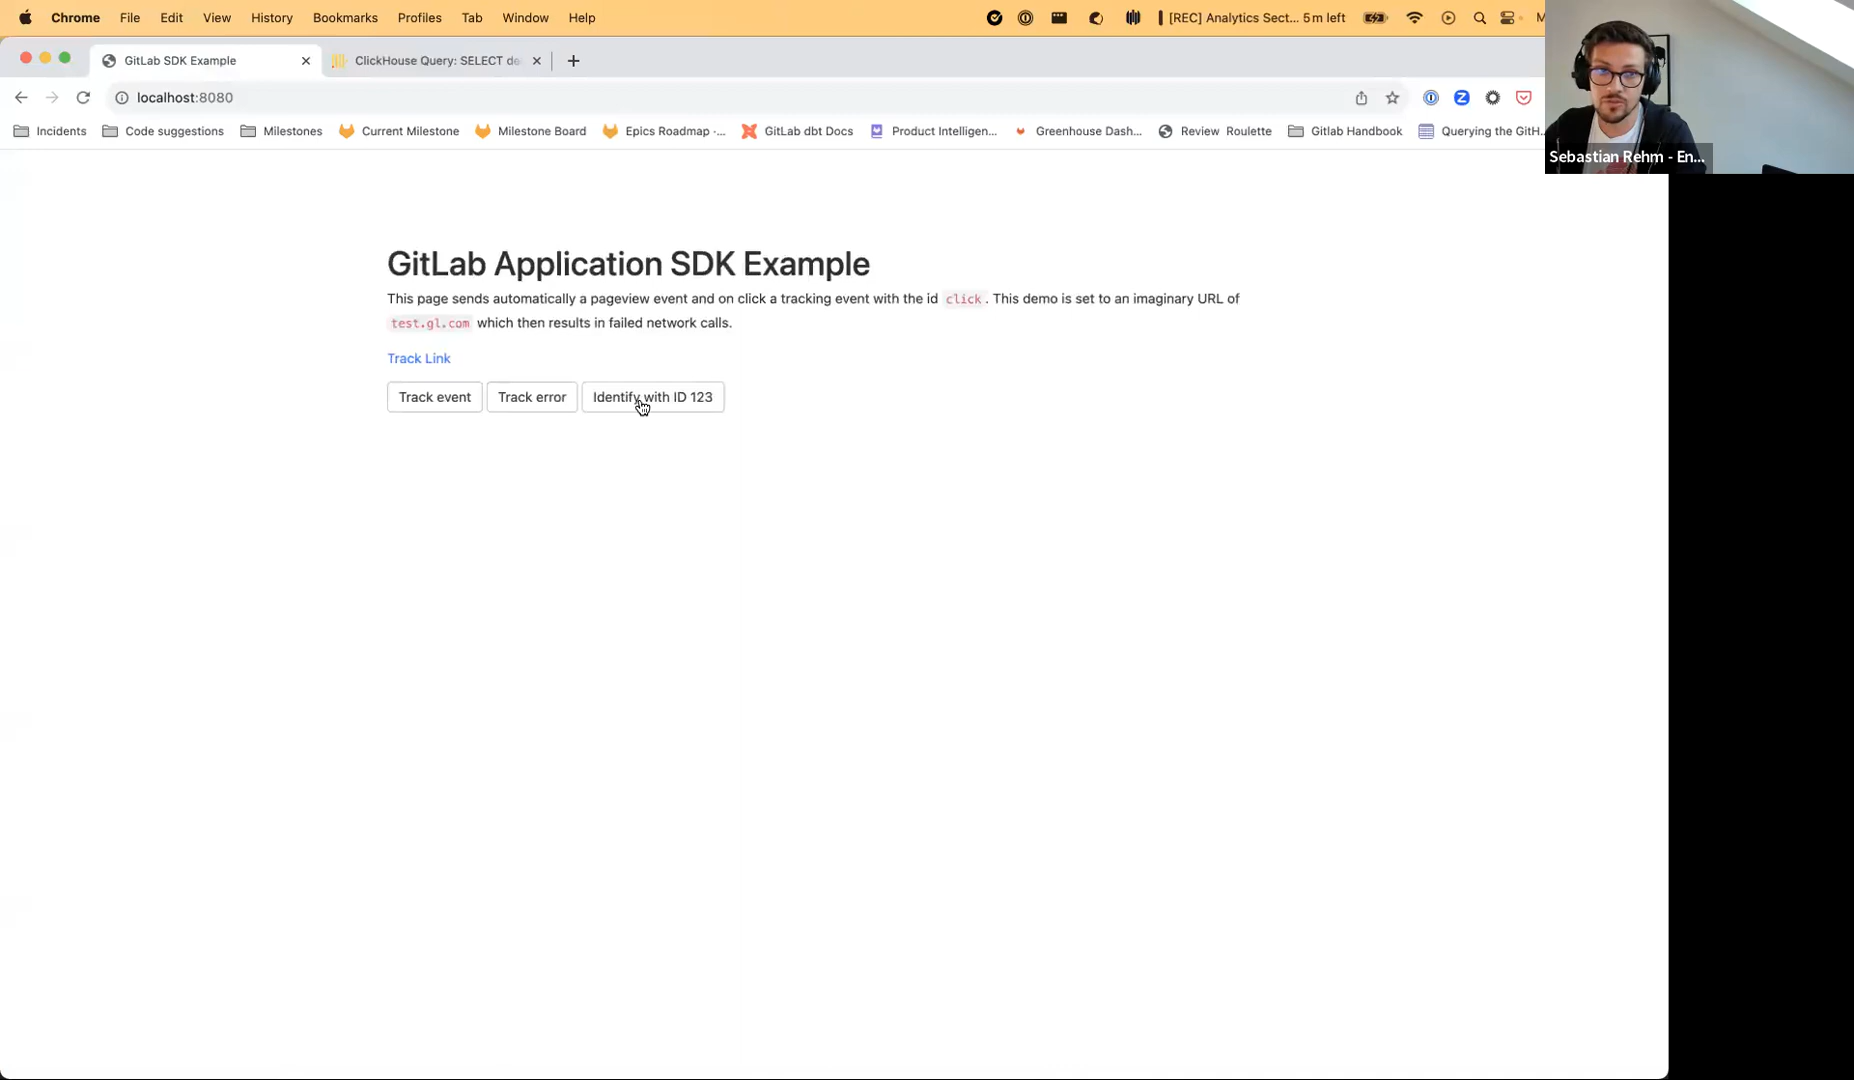 Chrome File Edit View History Bookmarks Profiles Tab Window Help [REC] Analytics Sect... 5 m left
GitLab SDK Example ClickHouse Query: SELECT de
localhost:8080
Incidents Code suggestions Milestones Current Milestone Milestone Board Epics Roadmap -... GitLab dbt Docs Product Intelligen... Greenhouse Dash... Review Roulette Gitlab Handbook Querying the GitH...
Sebastian Rehm - En...
GitLab Application SDK Example
This page sends automatically a pageview event and on click a tracking event with the id click. This demo is set to an imaginary URL of
test.gl.com which then results in failed network calls.
Track Link
Track event Track error Identify with ID 123